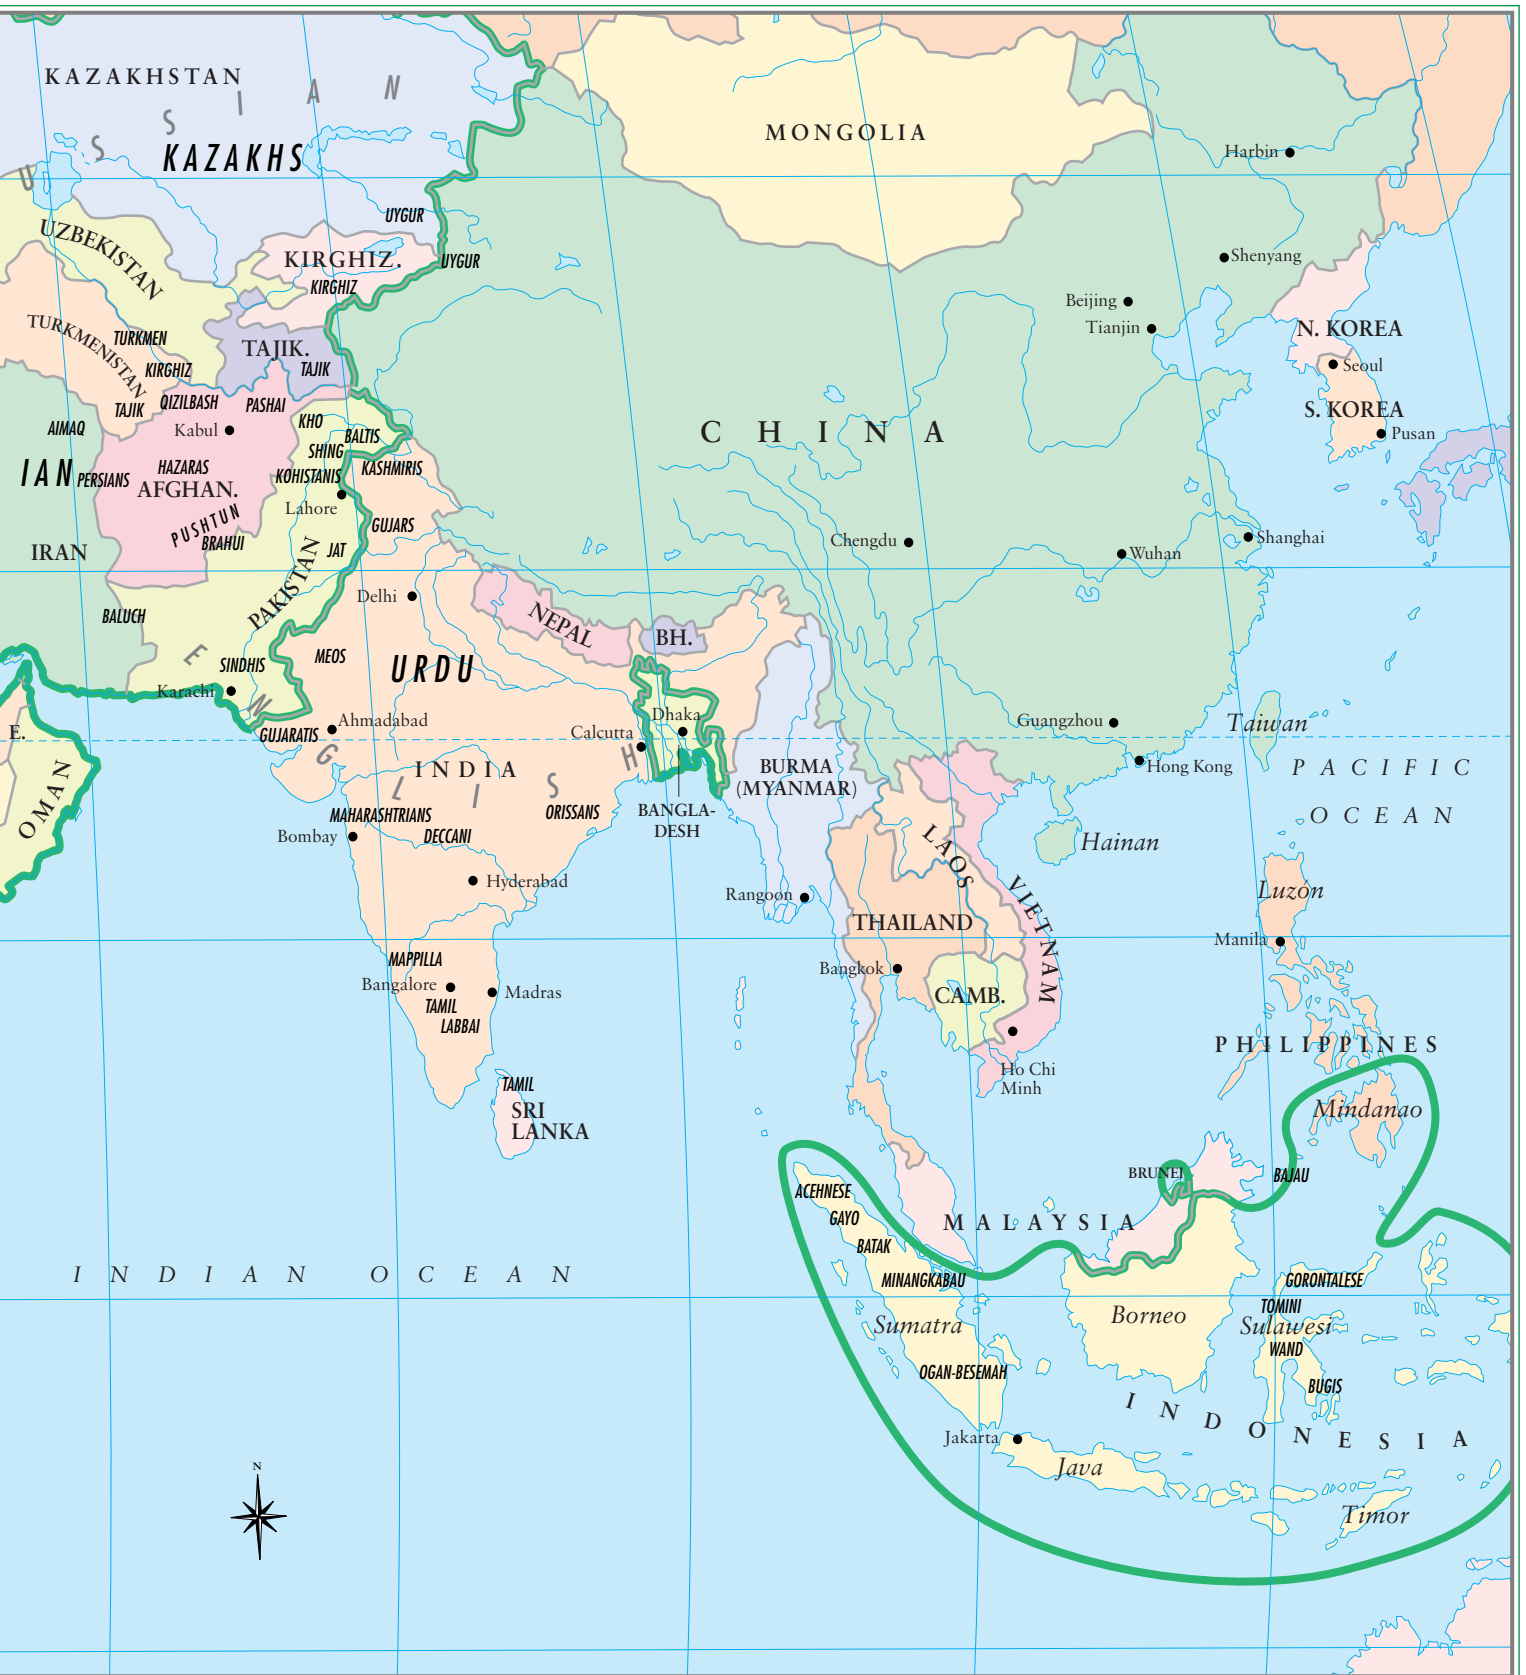 KAZAKHSTAN
USSIAN
KAZAKHS
MONGOLIA
Harbin
UYGUR
UZBEKISTAN
KIRGHIZ.
UYGUR
KIRGHIZ
Shenyang
Beijing
Tianjin
TURKMENISTAN
TURKMEN
TAJIK.
KIRGHIZ
TAJIK
N. KOREA
Seoul
TAJIK
QIZILBASH
PASHAI
S. KOREA
AIMAQ
Kabul
KHO
BALTIS
CHINA
Pusan
SHING
IAN
PERSIANS
HAZARAS
KOHISTANIS
KASHMIRIS
AFGHAN.
Lahore
PUSHTUN
GUJARS
BRAHUI
IRAN
JAT
Chengdu
Wuhan
Shanghai
PAKISTAN
Delhi
BALUCH
NEPAL
BH.
ENGLISH
SINDHIS
MEOS
URDU
Karachi
Dhaka
Ahmadabad
Guangzhou
Taiwan
E.
GUJARATIS
Calcutta
OMAN
INDIA
BURMA
(MYANMAR)
Hong Kong
PACIFIC
OCEAN
MAHARASHTRIANS
ORISSANS
BANGLA-
DESH
Bombay
DECCANI
LAOS
Hainan
Hyderabad
Rangoon
VIETNAM
Luzón
THAILAND
Manila
MAPPILLA
Bangkok
Bangalore
Madras
CAMB.
TAMIL
LABBAI
PHILIPPINES
Ho Chi
Minh
TAMIL
SRI
LANKA
Mindanao
BRUNEI
BAJAU
ACEHNESE
GAYO
MALAYSIA
BATAK
INDIAN OCEAN
MINANGKABAU
GORONTALESE
Sumatra
Borneo
TOMINI
Sulawesi
WAND
OGAN-BESEMAH
BUGIS
INDONESIA
Jakarta
Java
N
Timor